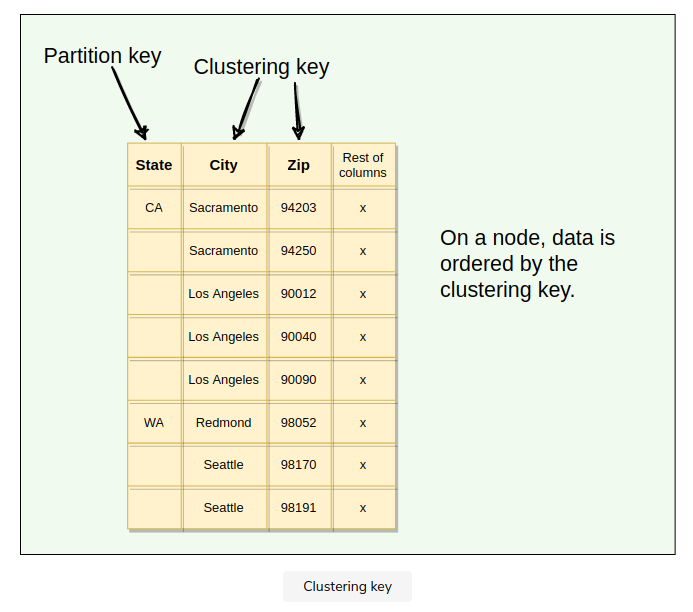 Partition key
Clustering key
State City Zip Rest of columns
CA Sacramento 94203 x
Sacramento 94250 x
Los Angeles 90012 x
Los Angeles 90040 x
Los Angeles 90090 x
WA Redmond 98052 x
Seattle 98170 x
Seattle 98191 x
On a node, data is
ordered by the
clustering key.
Clustering key